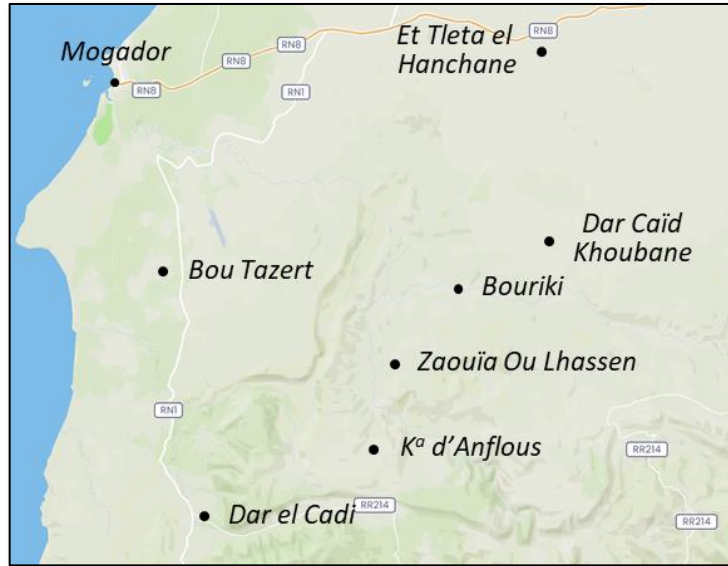 Et Tleta el
Hanchane
RN8
Mogador
RN8
RN8
RN1
Dar Caïd
Khoubane
Bou Tazert
Bouriki
Zaouïa Ou Lhassen
RN1
Kᵃ d’Anflous
RR214
RR214
Dar el Cadi
RR214